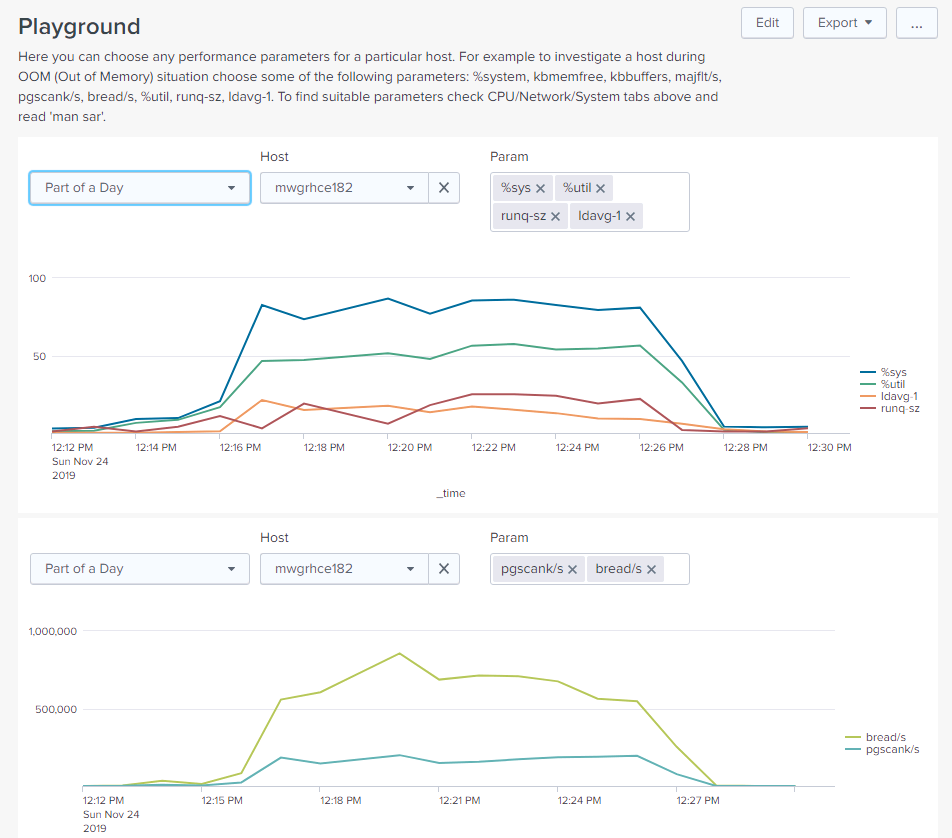 Playground
Edit
Export
...
Here you can choose any performance parameters for a particular host. For example to investigate a host during
OOM (Out of Memory) situation choose some of the following parameters: %system, kbmemfree, kbbuffers, majflt/s,
pgscank/s, bread/s, %util, runq-sz, ldavg-1. To find suitable parameters check CPU/Network/System tabs above and
read 'man sar'.
Host
Param
Part of a Day
mwgrhce182
%sys
%util
runq-sz
ldavg-1
100
50
%sys
%util
ldavg-1
runq-sz
12:12 PM 12:14 PM 12:16 PM 12:18 PM 12:20 PM 12:22 PM 12:24 PM 12:26 PM 12:28 PM 12:30 PM
Sun Nov 24
2019
_time
Host
Param
Part of a Day
mwgrhce182
pgscank/s
bread/s
1,000,000
500,000
bread/s
pgscank/s
12:12 PM 12:15 PM 12:18 PM 12:21 PM 12:24 PM 12:27 PM
Sun Nov 24
2019